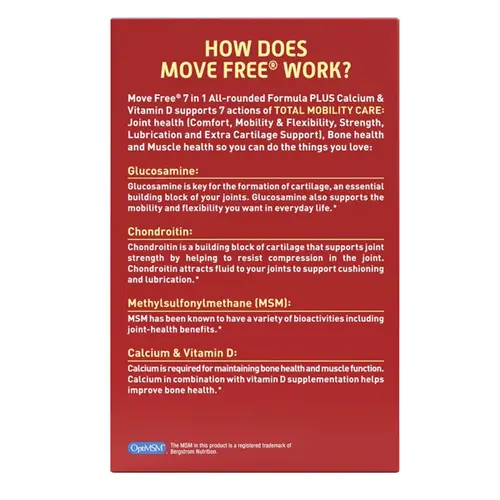 HOW DOES
MOVE FREE® WORK?
Move Free® 7 in 1 All-rounded Formula PLUS Calcium &
Vitamin D supports 7 actions of TOTAL MOBILITY CARE:
Joint health (Comfort, Mobility & Flexibility, Strength,
Lubrication and Extra Cartilage Support), Bone health
and Muscle health so you can do the things you love:
Glucosamine:
Glucosamine is key for the formation of cartilage, an essential
building block of your joints. Glucosamine also supports the
mobility and flexibility you want in everyday life.*
Chondroitin:
Chondroitin is a building block of cartilage that supports joint
strength by helping to resist compression in the joint.
Chondroitin attracts fluid to your joints to support cushioning
and lubrication.*
Methylsulfonylmethane (MSM):
MSM has been known to have a variety of bioactivities including
joint-health benefits.*
Calcium & Vitamin D:
Calcium is required for maintaining bone health and muscle function.
Calcium in combination with vitamin D supplementation helps
improve bone health.*
OptiMSM®
The MSM in this product is a registered trademark of
Bergstrom Nutrition.